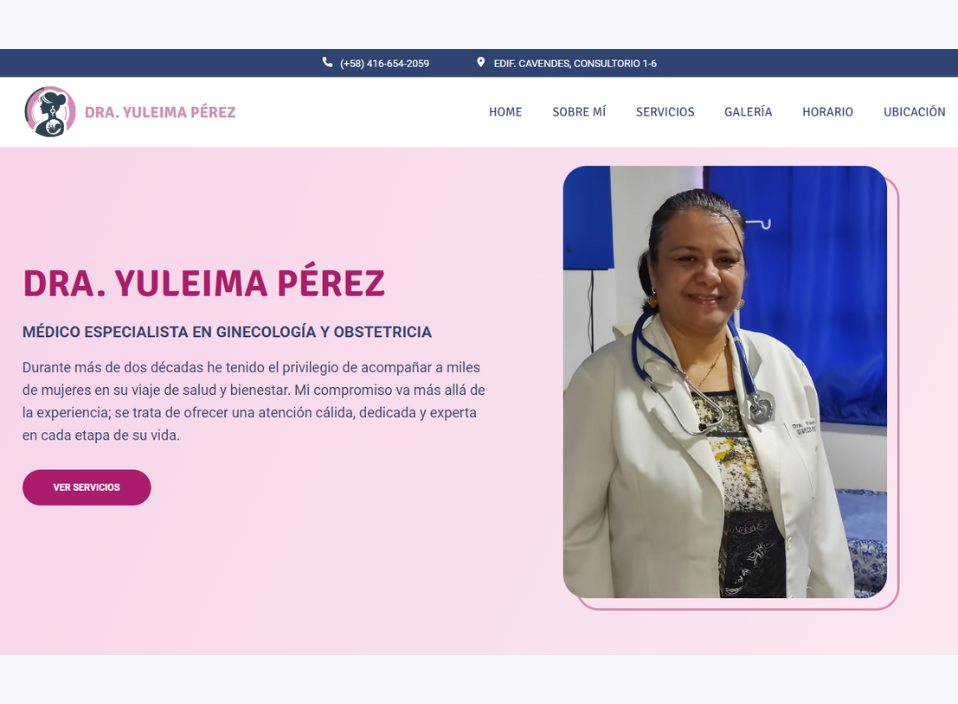 (+58) 416-654-2059
EDIF. CAVENDES, CONSULTORIO 1-6
DRA. YULEIMA PÉREZ
HOME
SOBRE MÍ
SERVICIOS
GALERÍA
HORARIO
UBICACIÓN
DRA. YULEIMA PÉREZ
MÉDICO ESPECIALISTA EN GINECOLOGÍA Y OBSTETRICIA
Durante más de dos décadas he tenido el privilegio de acompañar a miles
de mujeres en su viaje de salud y bienestar. Mi compromiso va más allá de
la experiencia; se trata de ofrecer una atención cálida, dedicada y experta
en cada etapa de su vida.
VER SERVICIOS
Dra.